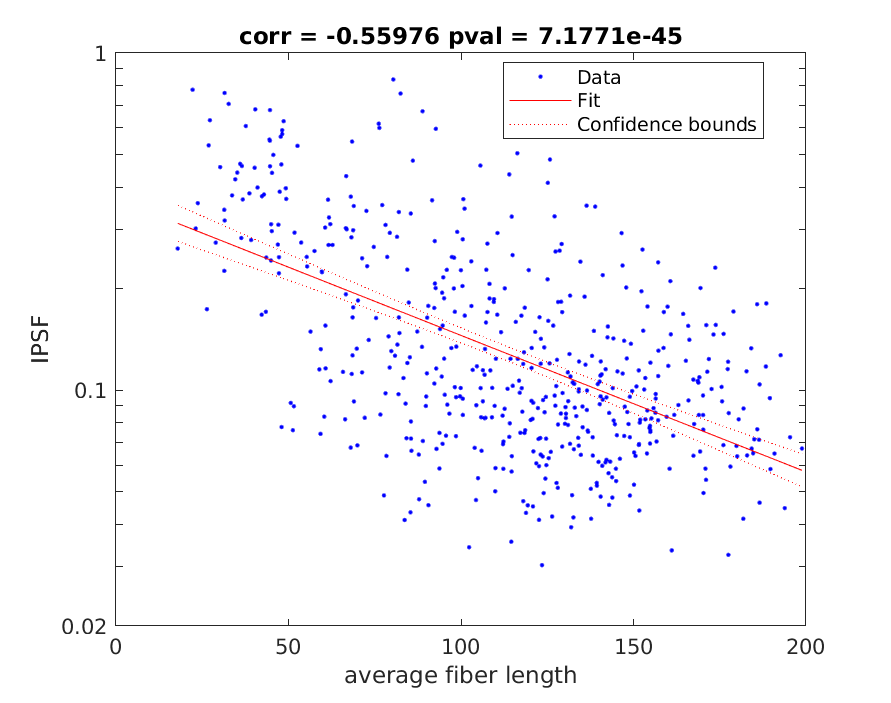 corr = -0.55976 pval = 7.1771e-45
1
Data
Fit
Confidence bounds
IPSF
0.1
0.02
0
50
100
150
200
average fiber length